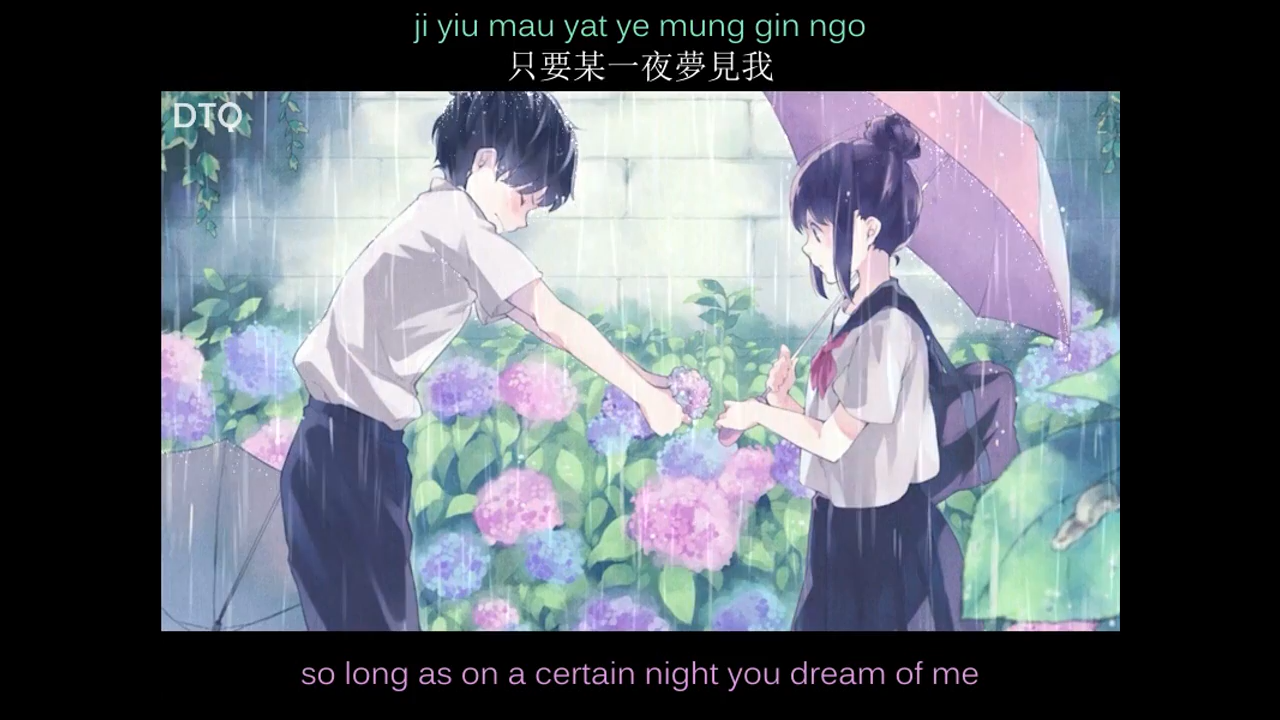 ji yiu mau yat ye mung gin ngo
只要某一夜夢見我
DTQ
so long as on a certain night you dream of me